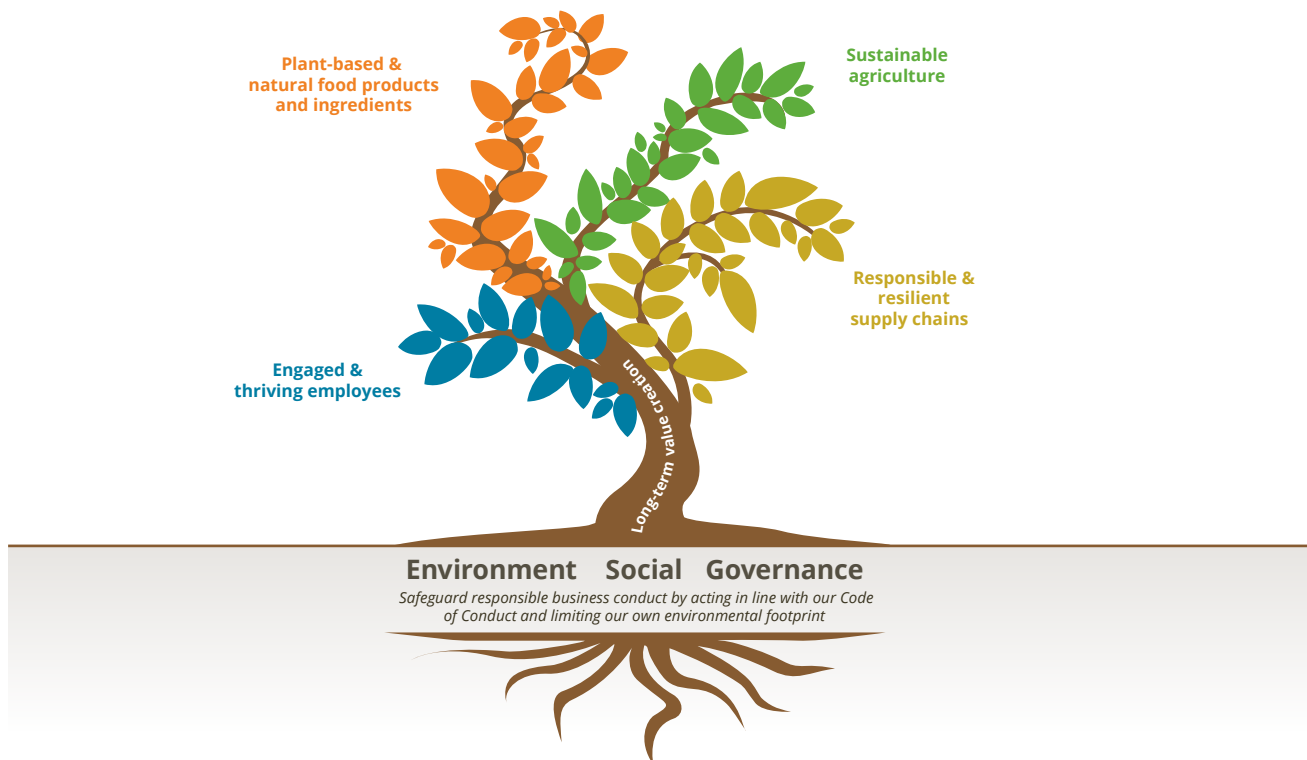 Plant-based &
natural food products
and ingredients
Sustainable
agriculture
Responsible &
resilient
supply chains
Engaged &
thriving employees
Long-term value creation
Environment Social Governance
Safeguard responsible business conduct by acting in line with our Code
of Conduct and limiting our own environmental footprint